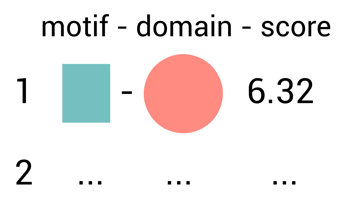 motif - domain - score
1 - 6.32
2 ... ... ...